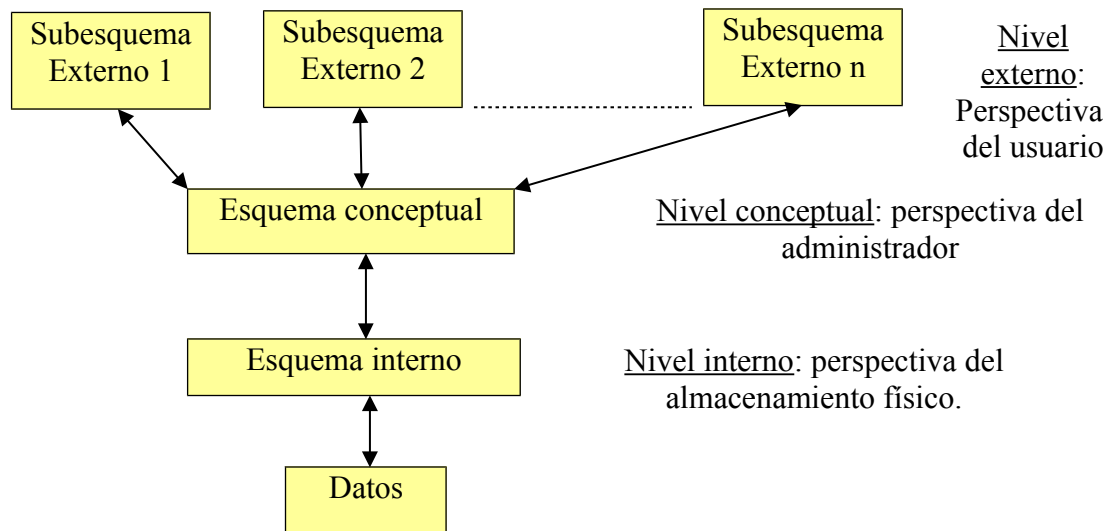 Subesquema
Externo 1
Subesquema
Externo 2
Subesquema
Externo n
Nivel
externo:
Perspectiva
del usuario
Esquema conceptual
Nivel conceptual: perspectiva del
administrador
Esquema interno
Nivel interno: perspectiva del
almacenamiento físico.
Datos